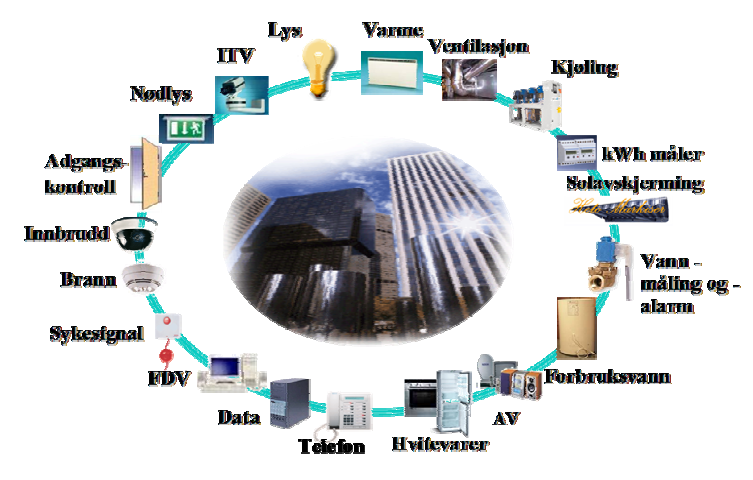 Lys
Varme
Ventilasjon
ITV
Kjøling
Nødlys
kWh måler
Adgangs-
kontroll
Solavskjerming
Innbrudd
Vann -
måling og -
alarm
Brann
Sykesignal
FDV
Forbruksvann
Data
AV
Telefon
Hvitevarer